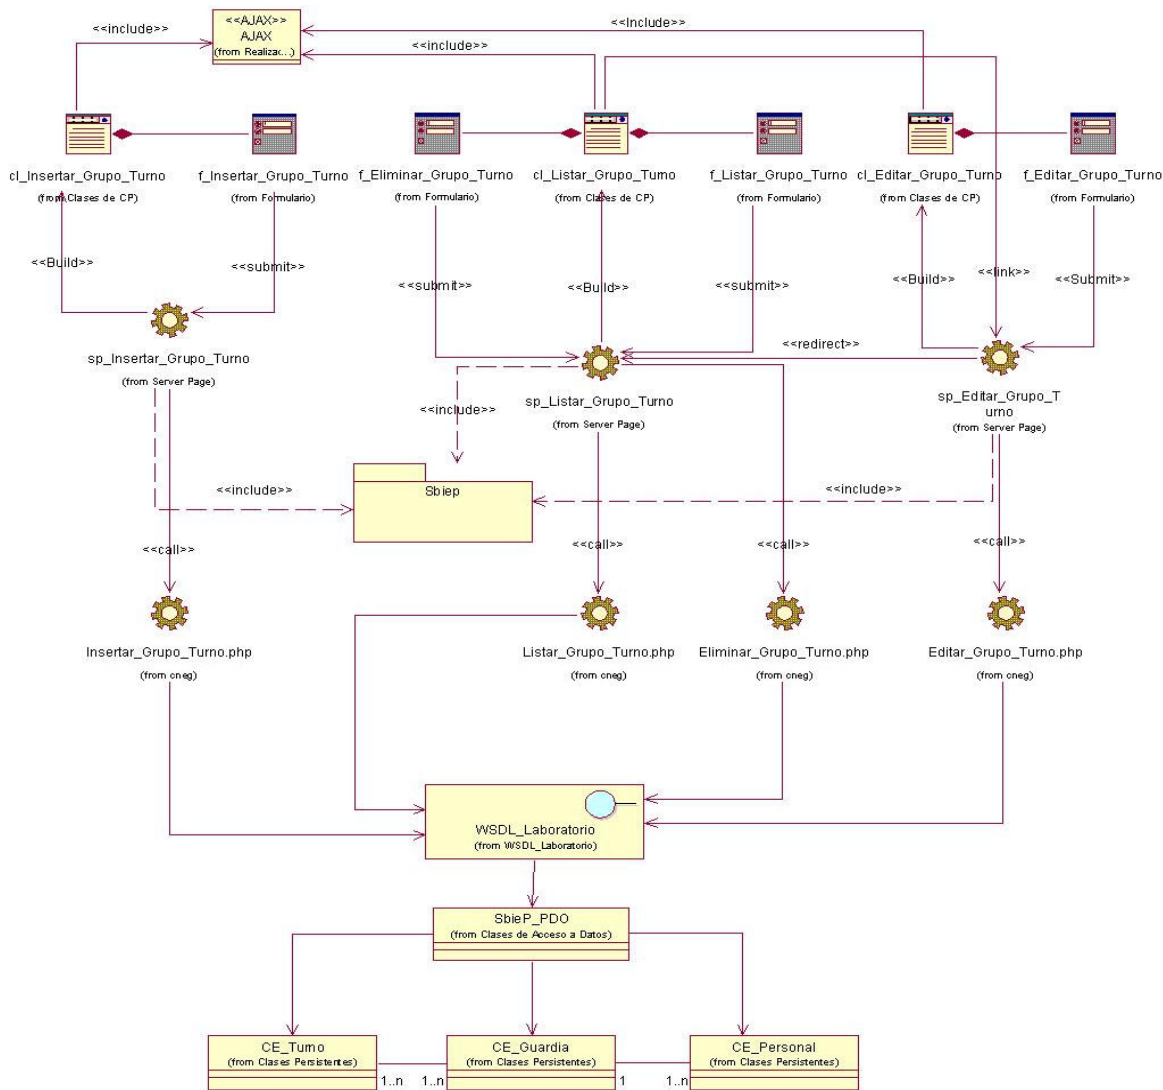 <<include>>
<<AJAX>>
AJAX
(from Realizac...)
<<Include>>
<<include>>
cl_Insertar_Grupo_Turno
(from Clases de CP)
f_Insertar_Grupo_Turno
(from Formulario)
f_Eliminar_Grupo_Turno
(from Formulario)
cl_Listar_Grupo_Turno
(from Clases de CP)
f_Listar_Grupo_Turno
(from Formulario)
cl_Editar_Grupo_Turno
(from Clases de CP)
f_Editar_Grupo_Turno
(from Formulario)
<<Build>>
<<submit>>
<<submit>>
<<Build>>
<<submit>>
<<Build>>
<<link>>
<<Submit>>
<<redirect>>
sp_Insertar_Grupo_Turno
(from Server Page)
sp_Listar_Grupo_Turno
(from Server Page)
sp_Editar_Grupo_T
urno
(from Server Page)
<<include>>
Sbiep
<<include>>
<<include>>
<<call>>
<<call>>
<<call>>
<<call>>
Insertar_Grupo_Turno.php
(from cneg)
Listar_Grupo_Turno.php
(from cneg)
Eliminar_Grupo_Turno.php
(from cneg)
Editar_Grupo_Turno.php
(from cneg)
WSDL_Laboratorio
(from WSDL_Laboratorio)
SbieP_PDO
(from Clases de Acceso a Datos)
CE_Turno
(from Clases Persistentes)
CE_Guardia
(from Clases Persistentes)
CE_Personal
(from Clases Persistentes)
1..n
1..n
1
1..n